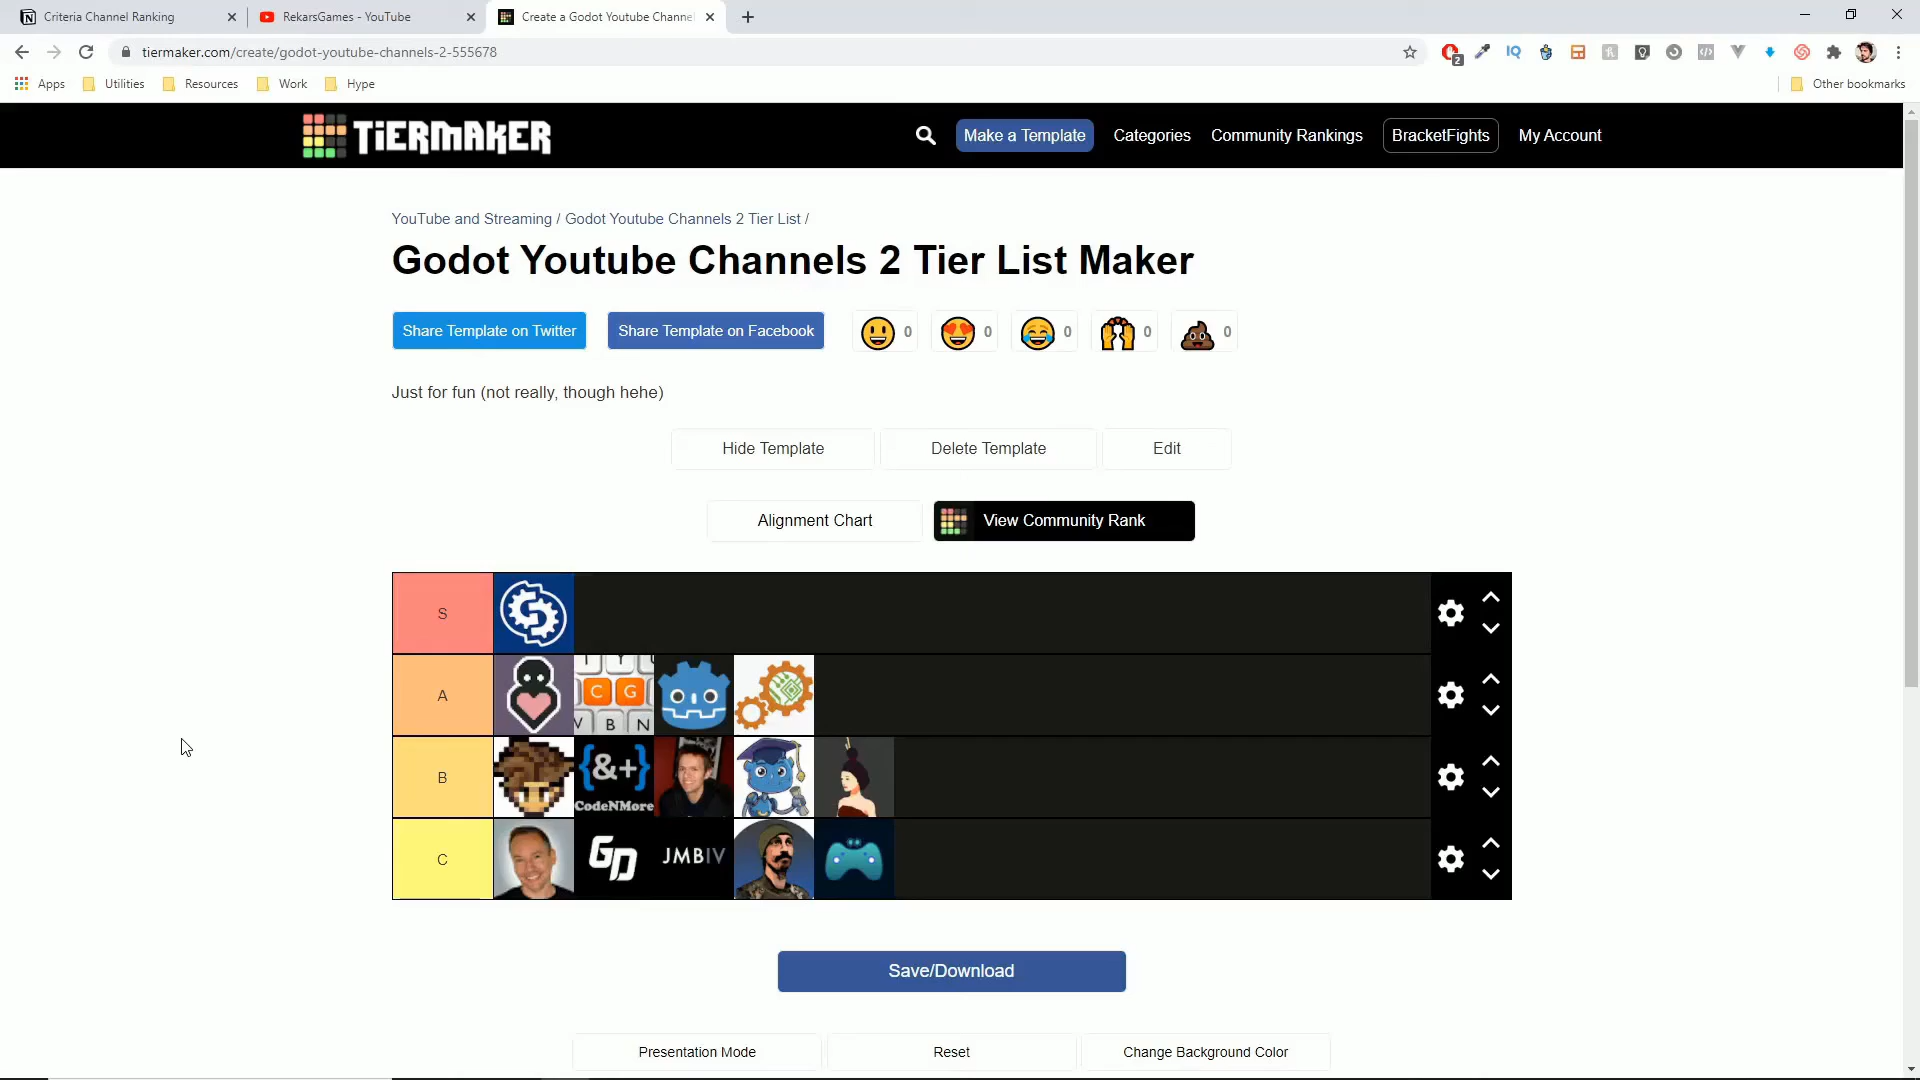 Criteria Channel Ranking
RekarsGames - YouTube
Create a Godot Youtube Channe
tiermaker.com/create/godot-youtube-channels-2-555678
2
Apps
Utilities
Resources
Work
Hype
Other bookmarks
TiERMAKER
Make a Template
Categories
Community Rankings
BracketFights
My Account
YouTube and Streaming / Godot Youtube Channels 2 Tier List /
Godot Youtube Channels 2 Tier List Maker
Share Template on Twitter
Share Template on Facebook
0
0
0
0
0
Just for fun (not really, though hehe)
Hide Template
Delete Template
Edit
Alignment Chart
View Community Rank
S
A
T Y U
C G
V B N
B
{&+}
CodeNMore
C
GD
JMBIV
Save/Download
Presentation Mode
Reset
Change Background Color